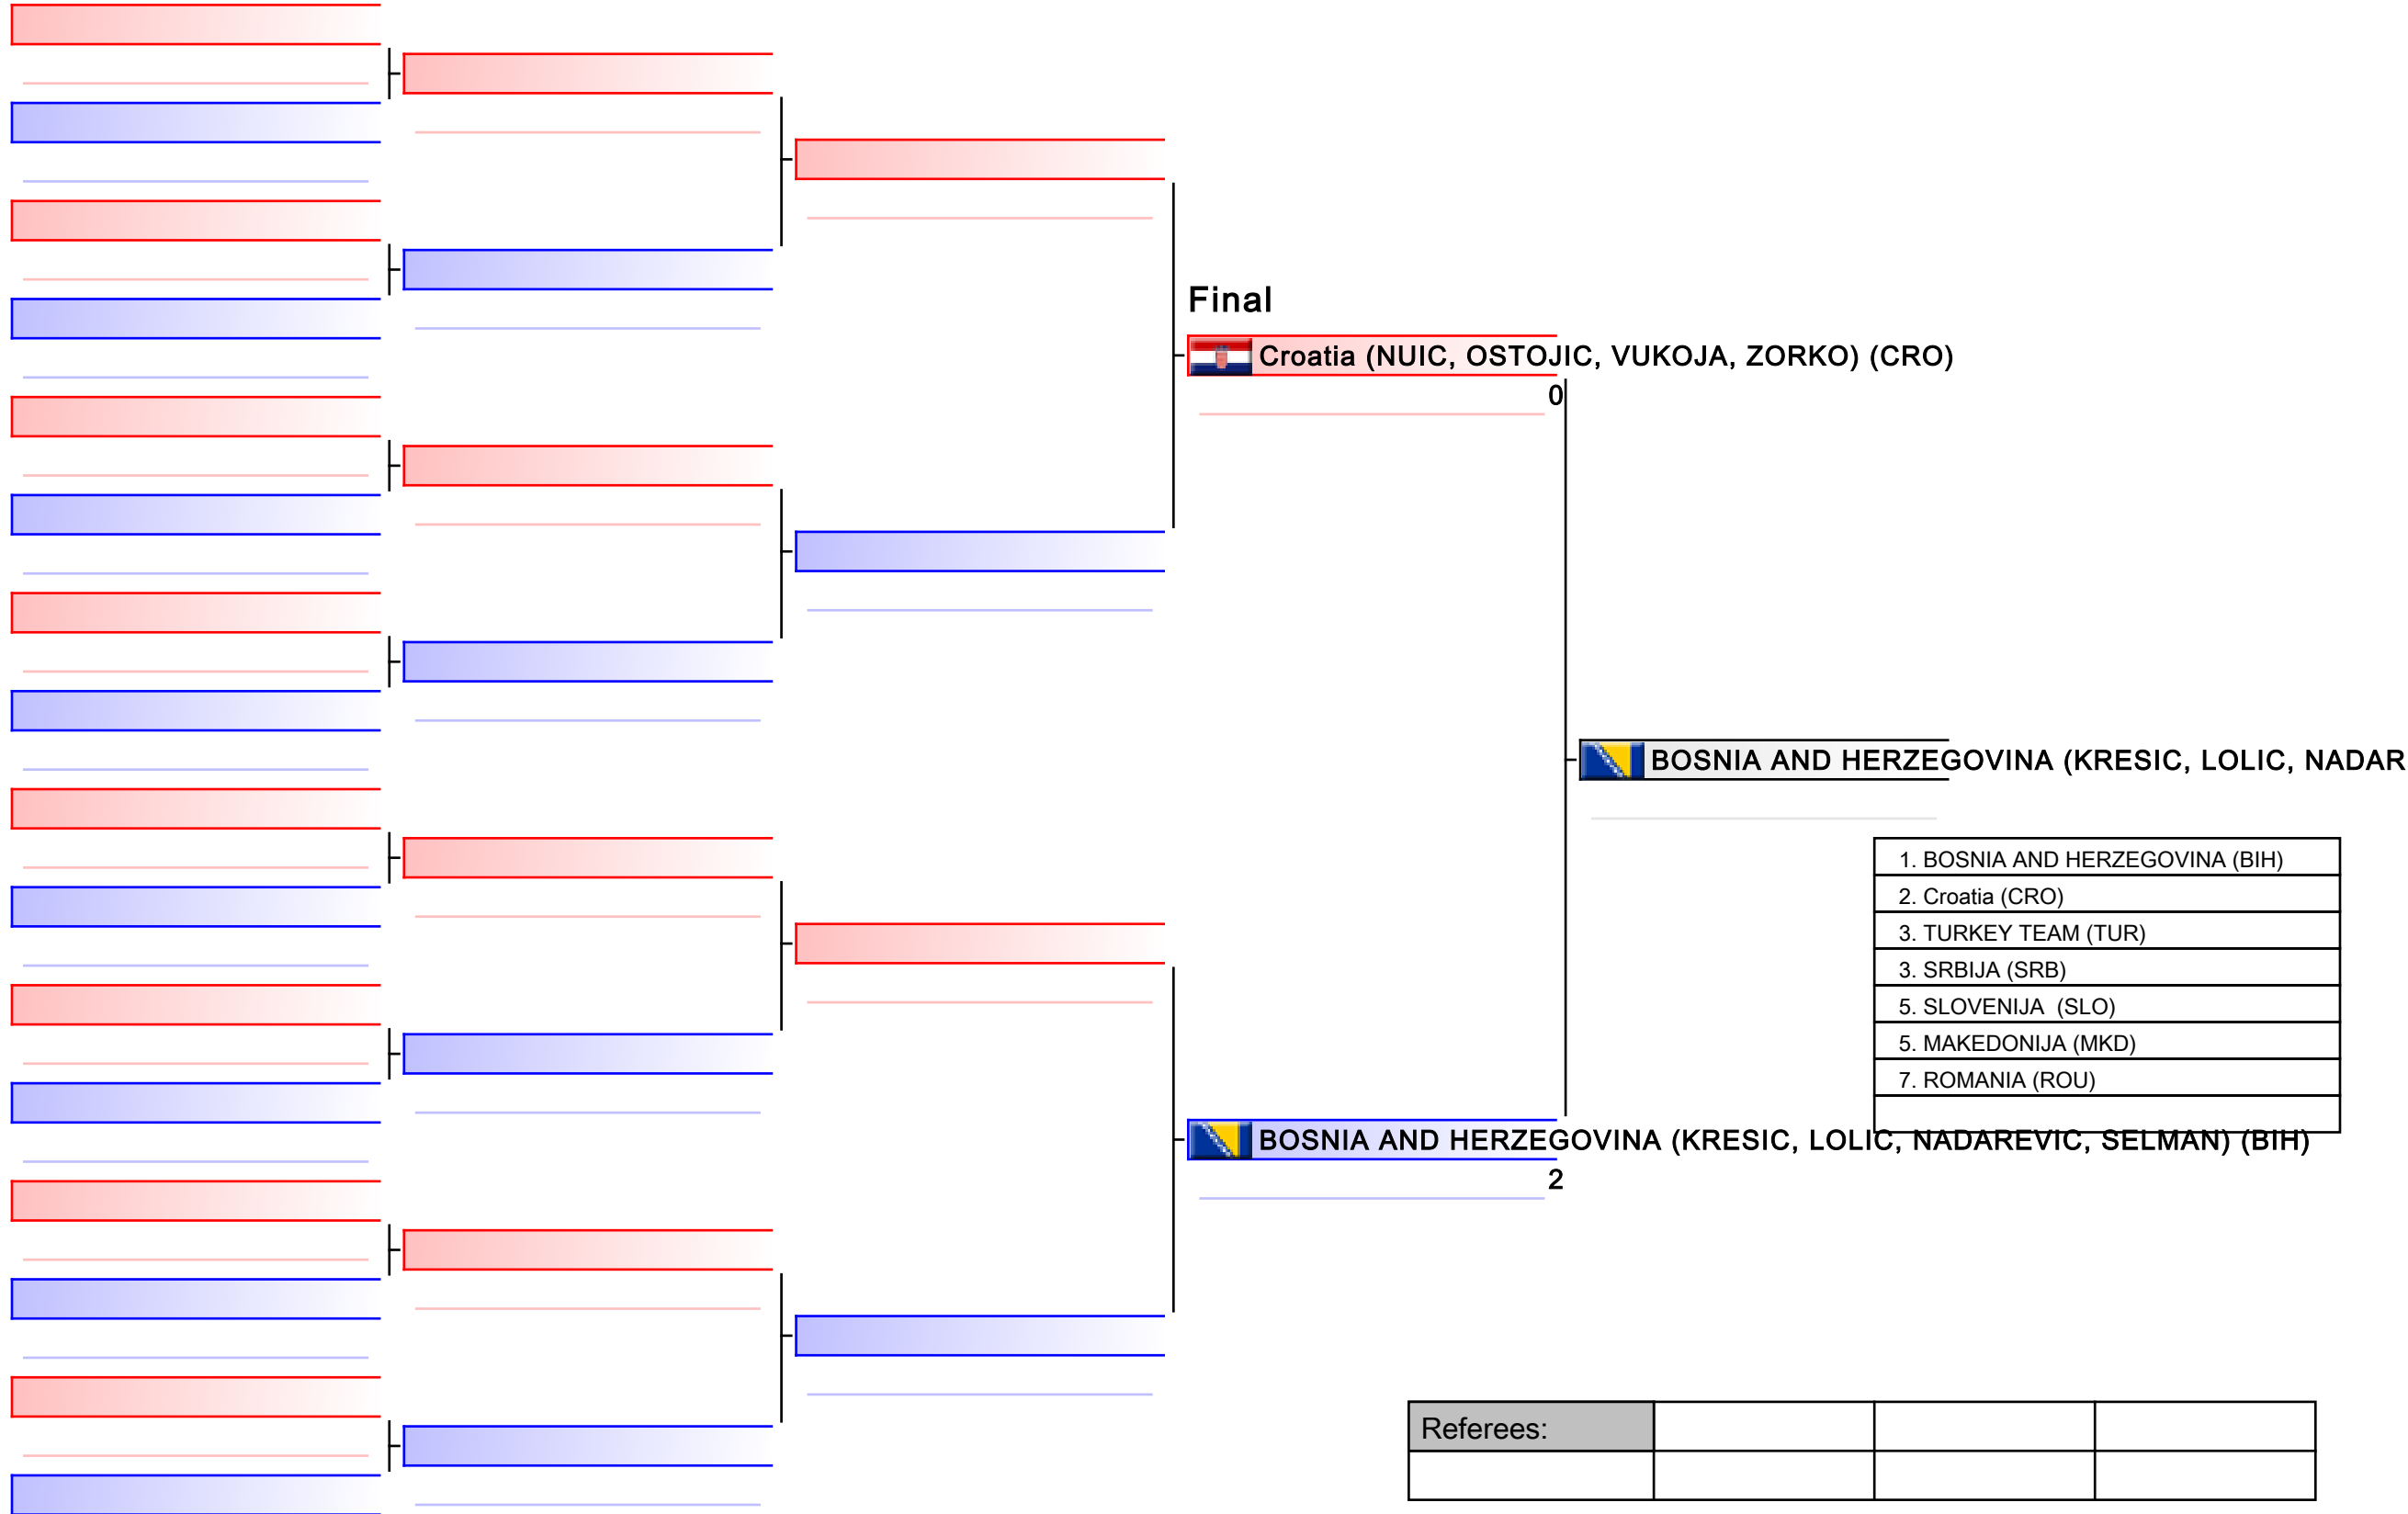 Final
Croatia (NUIC, OSTOJIC, VUKOJA, ZORKO) (CRO)
0
BOSNIA AND HERZEGOVINA (KRESIC, LOLIC, NADAR
1. BOSNIA AND HERZEGOVINA (BIH)
2. Croatia (CRO)
3. TURKEY TEAM (TUR)
3. SRBIJA (SRB)
5. SLOVENIJA (SLO)
5. MAKEDONIJA (MKD)
7. ROMANIA (ROU)
BOSNIA AND HERZEGOVINA (KRESIC, LOLIC, NADAREVIC, SELMAN) (BIH)
2
Referees: